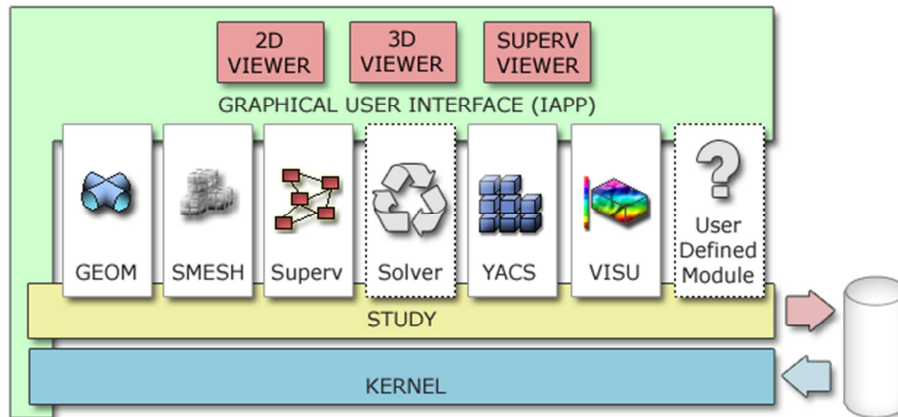 2D
VIEWER
3D
VIEWER
SUPERV
VIEWER
GRAPHICAL USER INTERFACE (IAPP)
GEOM
SMESH
Superv
Solver
YACS
VISU
User
Defined
Module
STUDY
KERNEL